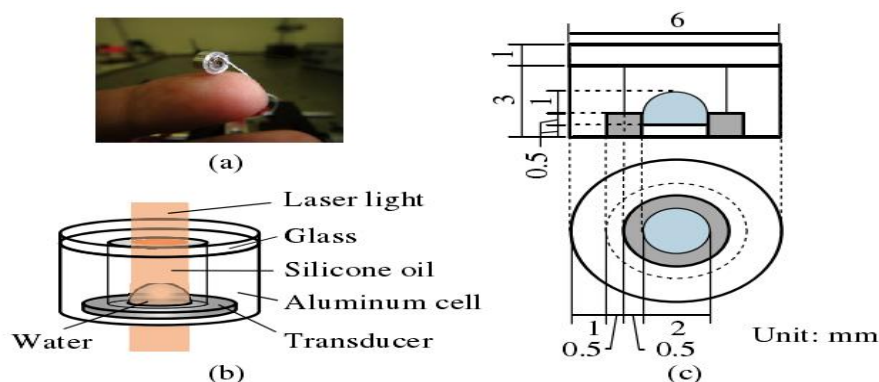 (a)
Laser light
Glass
Silicone oil
Aluminum cell
Water
Transducer
(b)
6
1
3
1
0.5
1
2
0.5
0.5
Unit: mm
(c)